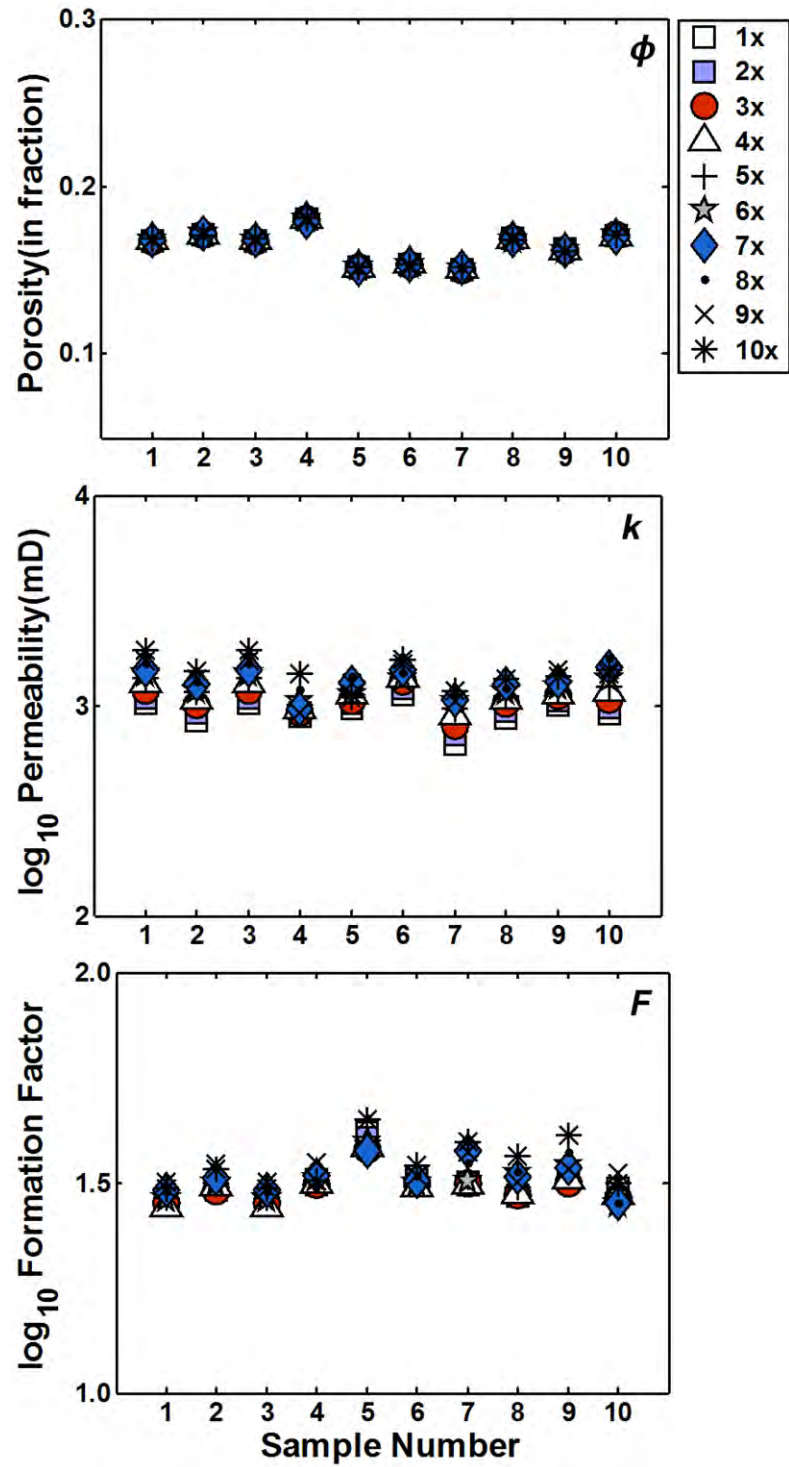 0.3
0.2
0.1
Porosity(in fraction)
ϕ
1 2 3 4 5 6 7 8 9 10
1x
2x
3x
4x
5x
6x
7x
8x
9x
10x
4
3
2
log10 Permeability(mD)
k
1 2 3 4 5 6 7 8 9 10
2.0
1.5
1.0
log10 Formation Factor
F
1 2 3 4 5 6 7 8 9 10
Sample Number